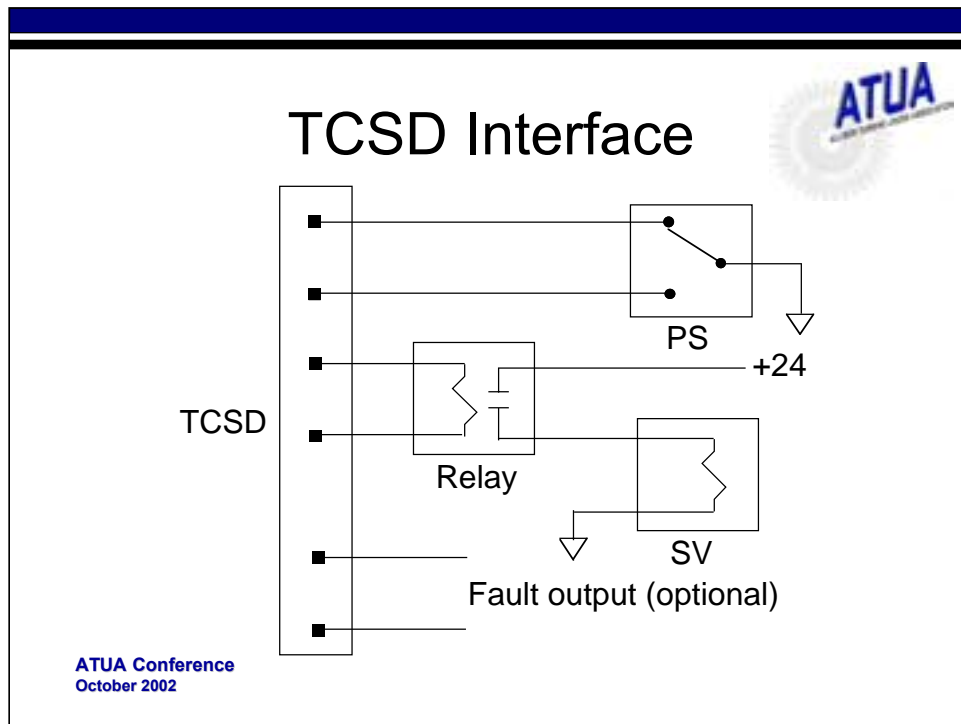 ATUA
TCSD Interface
PS
+24
TCSD
Relay
SV
Fault output (optional)
ATUA Conference
October 2002